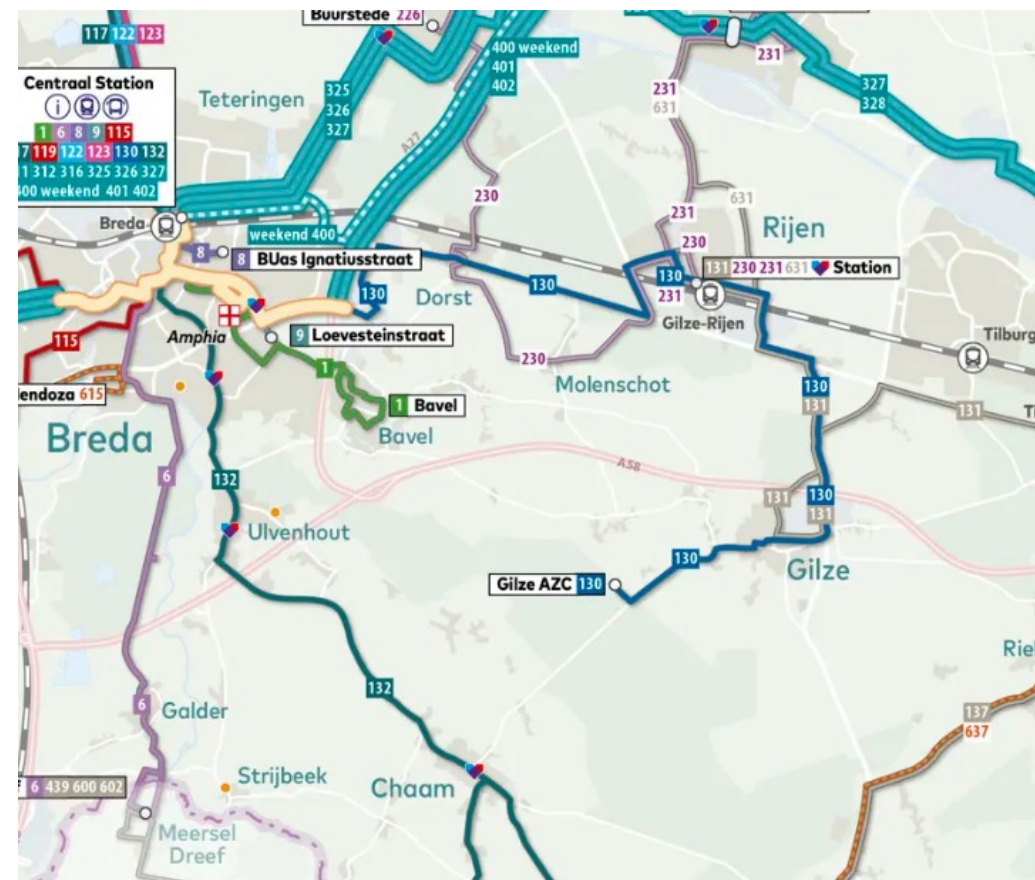 Buurstede 226
117 122 123
231
400 weekend
401
402
Centraal Station
i
1 6 8 9 115
119 122 123 130 132
312 316 325 326 327
400 weekend 401 402
Teteringen
325
326
327
A27
231
631
327
328
230
631
231
Rijen
Breda
weekend 400
8
8 BUas Ignatiusstraat
230
130
131 230 231 631 Station
231
130
130
Dorst
Gilze-Rijen
Amphia
9 Loevesteinstraat
115
Tilburg
230
Molenschot
1
130
131
615
1 Bavel
Bavel
131
Breda
A58
6
132
131
130
131
Ulvenhout
130
Gilze AZC 130
Gilze
132
6
Galder
137
637
Strijbeek
Chaam
6 439 600 602
Meersel
Dreef